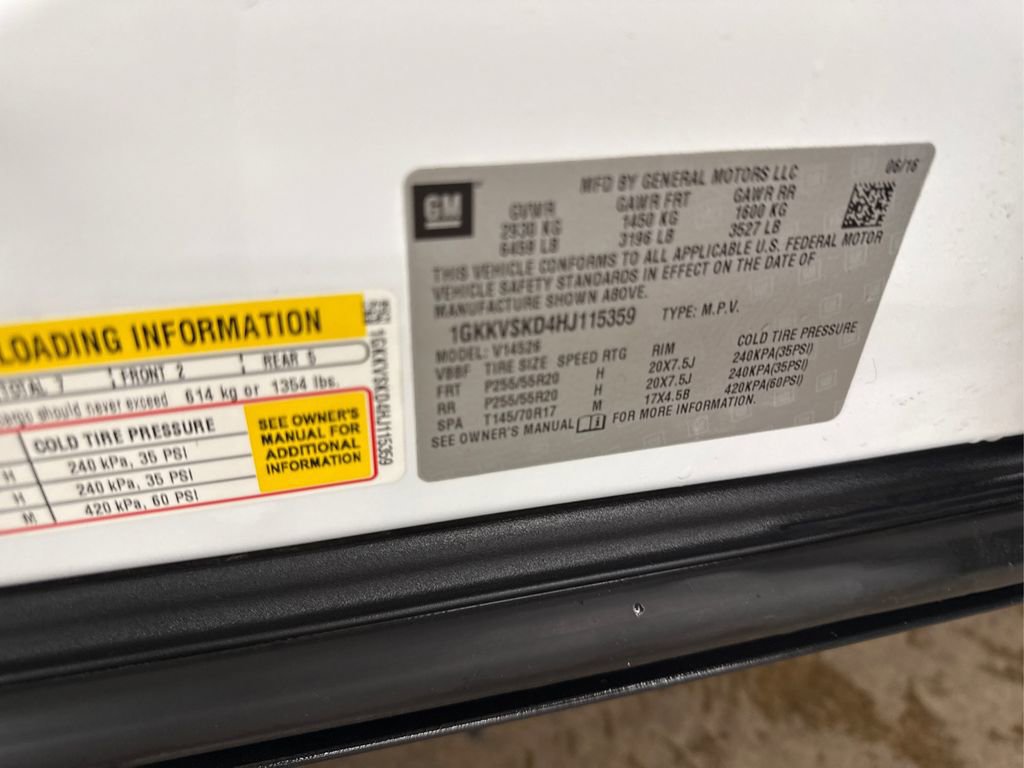 LOADING INFORMATION
TOTAL 7 FRONT 2 REAR 5
should never exceed 614 kg or 1354 lbs.
COLD TIRE PRESSURE
H 240 kPa, 35 PSI
H 240 kPa, 35 PSI
M 420 kPa, 60 PSI
SEE OWNER'S
MANUAL FOR
ADDITIONAL
INFORMATION
1GKKVSKD4HJ115359
GM
MFD BY GENERAL MOTORS LLC
06/16
GVWR GAWR FRT GAWR RR
2930 KG 1450 KG 1600 KG
6459 LB 3196 LB 3527 LB
THIS VEHICLE CONFORMS TO ALL APPLICABLE U.S. FEDERAL MOTOR
VEHICLE SAFETY STANDARDS IN EFFECT ON THE DATE OF
MANUFACTURE SHOWN ABOVE.
1GKKVSKD4HJ115359 TYPE: M.P.V.
MODEL: V14526
VBBF TIRE SIZE SPEED RTG RIM COLD TIRE PRESSURE
FRT P255/55R20 H 20X7.5J 240KPA(35PSI)
RR P255/55R20 H 20X7.5J 240KPA(35PSI)
SPA T145/70R17 M 17X4.5B 420KPA(60PSI)
SEE OWNER'S MANUAL FOR MORE INFORMATION.